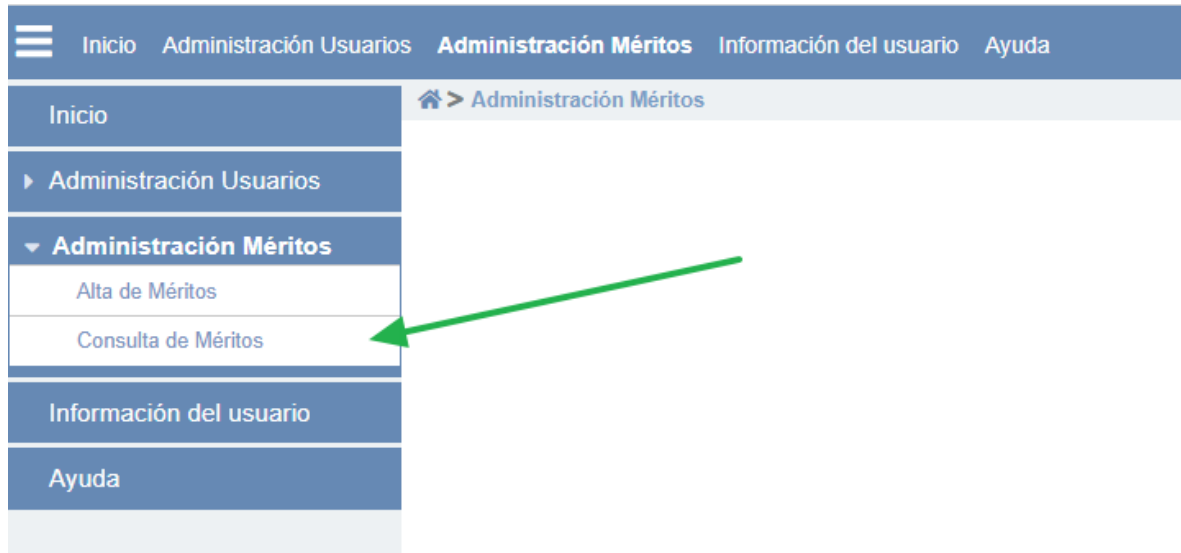 Inicio Administración Usuarios Administración Méritos Información del usuario Ayuda
> Administración Méritos
Inicio
Administración Usuarios
Administración Méritos
Alta de Méritos
Consulta de Méritos
Información del usuario
Ayuda